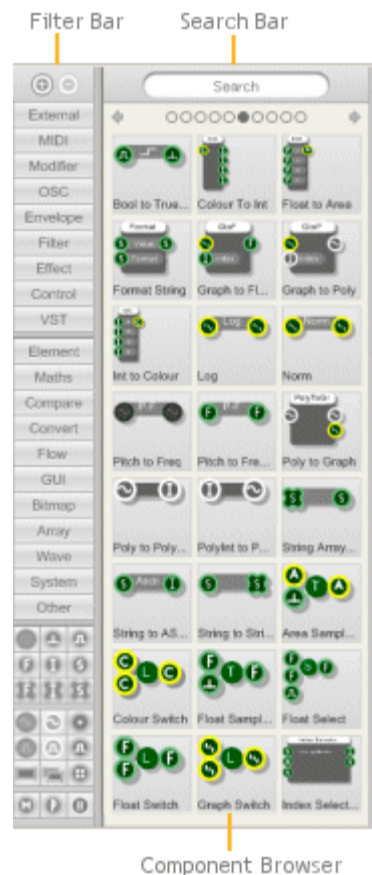 Filter Bar
Search Bar
Search
External
MIDI
Modifier
OSC
Envelope
Filter
Effect
Control
VST
Element
Maths
Compare
Convert
Flow
GUI
Bitmap
Array
Wave
System
Other
Bool to True...
Colour To Int
Float to Area
Format String
Graph to Fl...
Graph to Poly
Int to Colour
Log
Norm
Pitch to Freq
Pitch to Fre...
Poly to Graph
Poly to Poly...
PolyInt to P...
String Array...
String to AS...
String to Stri...
Area Sampl...
Colour Switch
Float Sampl...
Float Select
Float Switch
Graph Switch
Index Select...
Component Browser